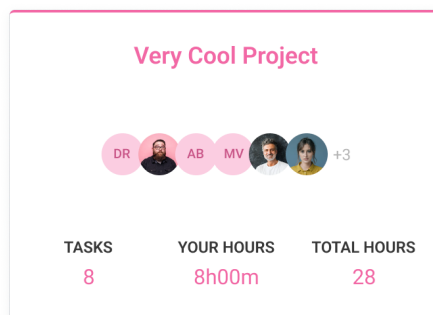 Very Cool Project
DR AB MV +3
TASKS YOUR HOURS TOTAL HOURS
8 8h00m 28